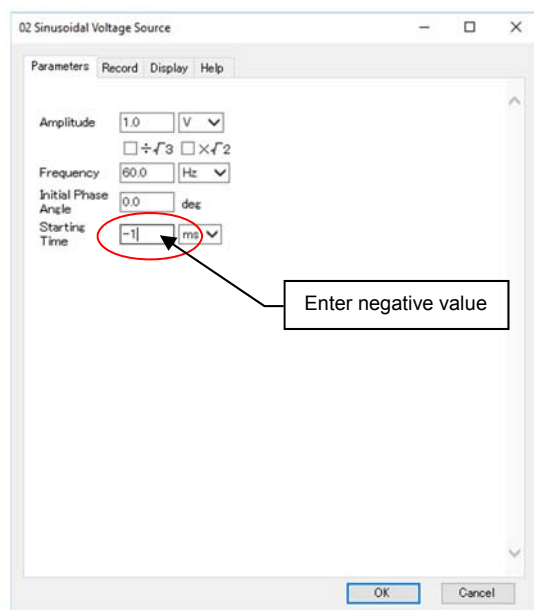 02 Sinusoidal Voltage Source
Parameters Record Display Help
Amplitude 1.0 V
÷√3 ×√2
Frequency 60.0 Hz
Initial Phase
Angle 0.0 deg
Starting
Time -1 ms
Enter negative value
OK Cancel